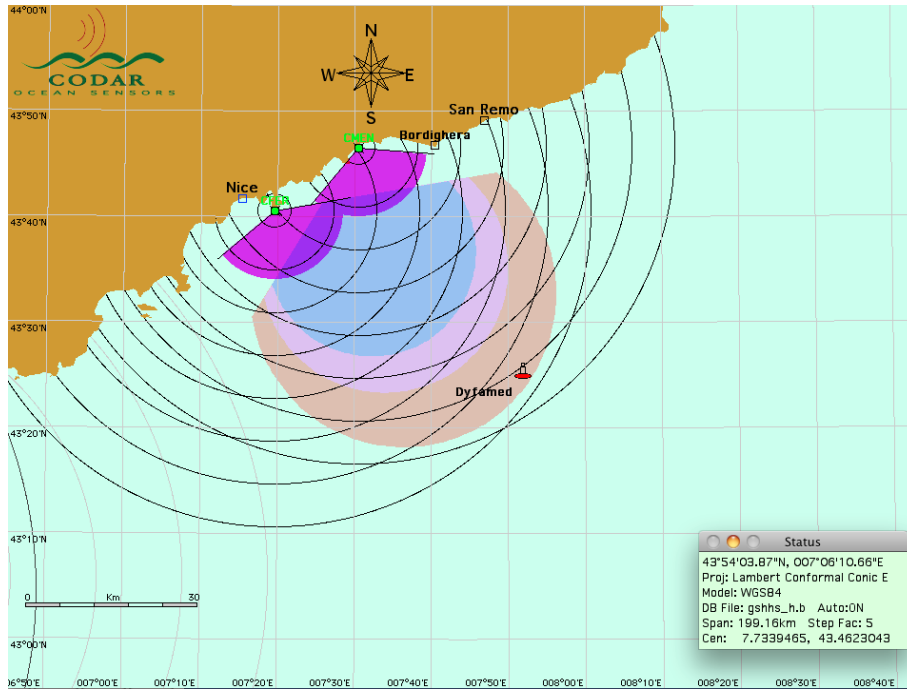 44°00'N
CODAR
OCEAN SENSORS
N
W
E
S
43°50'N
San Remo
Bordighera
Nice
43°40'N
43°30'N
Dyfamed
43°20'N
43°10'N
0 Km 30
43°00'N
Status
43°54'03.87"N, 007°06'10.66"E
Proj: Lambert Conformal Conic E
Model: WGS84
DB File: gshhs_h.b Auto:ON
Span: 199.16km Step Fac: 5
Cen: 7.7339465, 43.4623043
06°50'E 007°00'E 007°10'E 007°20'E 007°30'E 007°40'E 007°50'E 008°00'E 008°10'E 008°20'E 008°30'E 008°40'E